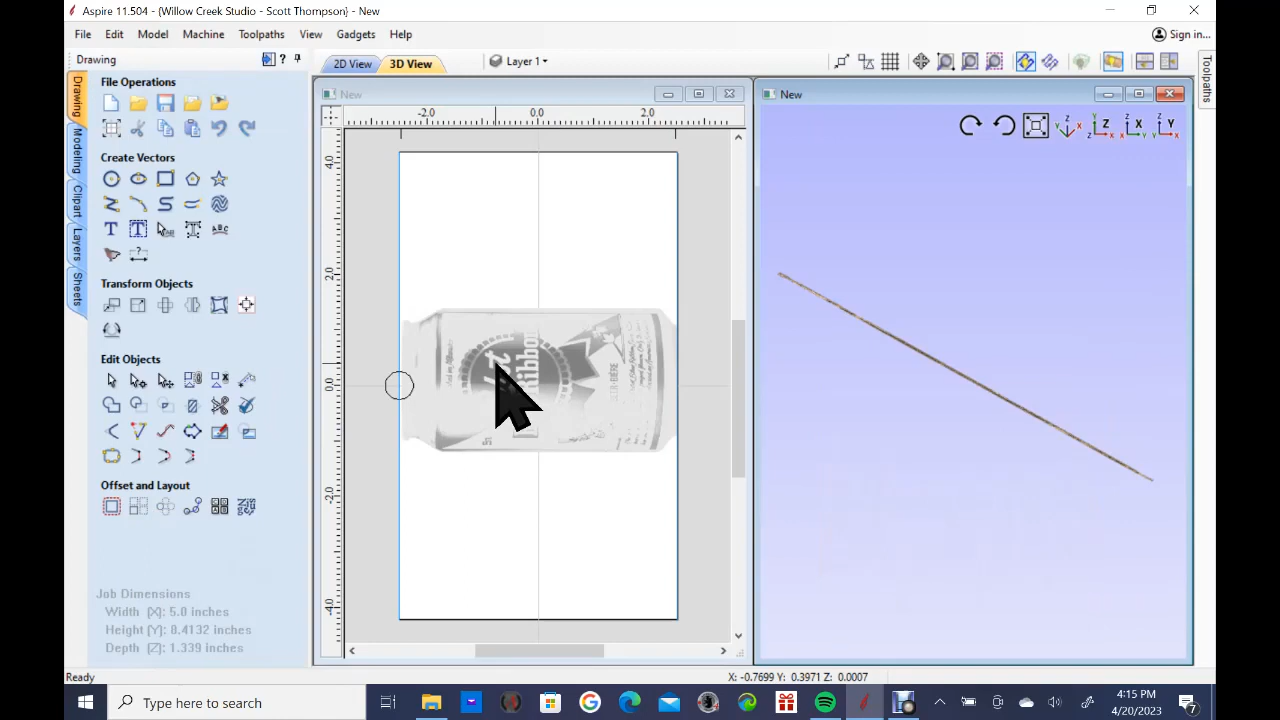 Aspire 11.504 - {Willow Creek Studio - Scott Thompson} - New
File Edit Model Machine Toolpaths View Gadgets Help
Sign in...
Drawing
2D View 3D View
Layer 1
Toolpaths
Drawing
Modeling
Clipart
Layers
Sheets
File Operations
Create Vectors
Transform Objects
Edit Objects
Offset and Layout
Job Dimensions
Width (X): 5.0 inches
Height (Y): 8.4132 inches
Depth (Z): 1.339 inches
New
-2.0 0.0 2.0
4.0
2.0
0.0
-2.0
-4.0
New
Z X Y
Ready
X: -0.7699 Y: 0.3971 Z: 0.0007
Type here to search
4:15 PM
4/20/2023
7